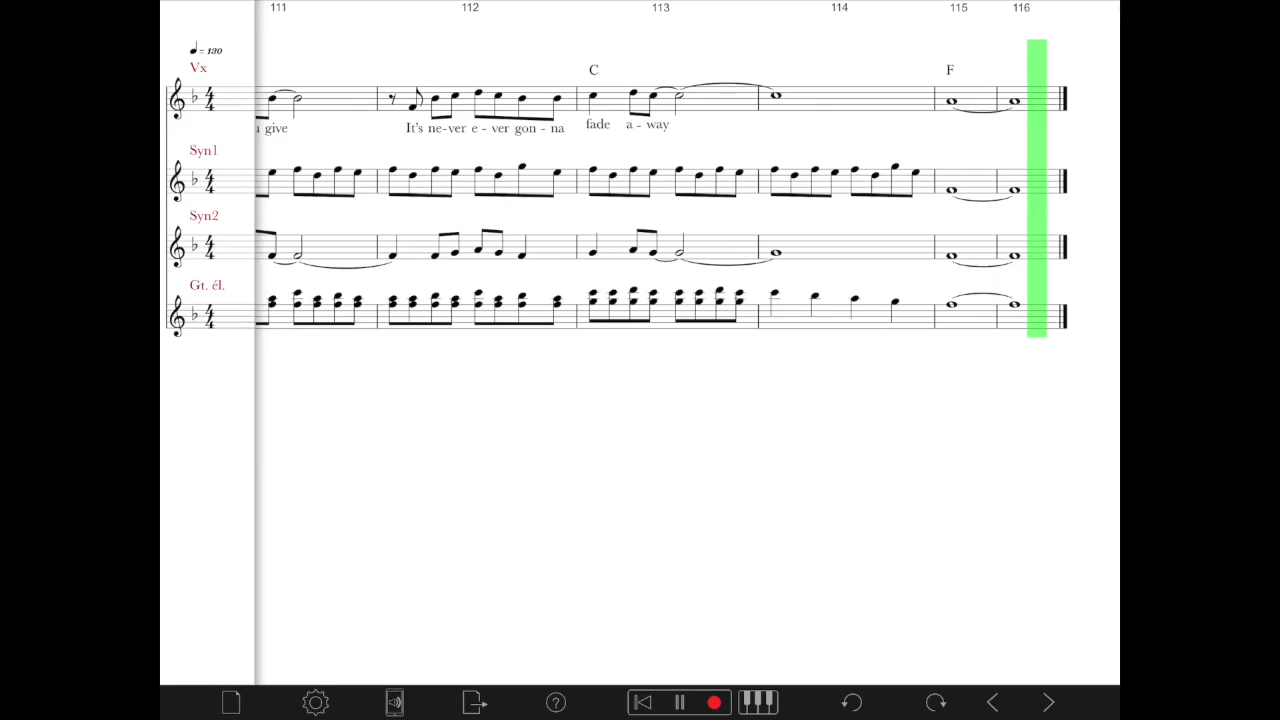 111 112 113 114 115 116
= 130
Vx
C F
give It's ne-ver e - ver gon - na fade a - way
Syn1
Syn2
Gt. él.